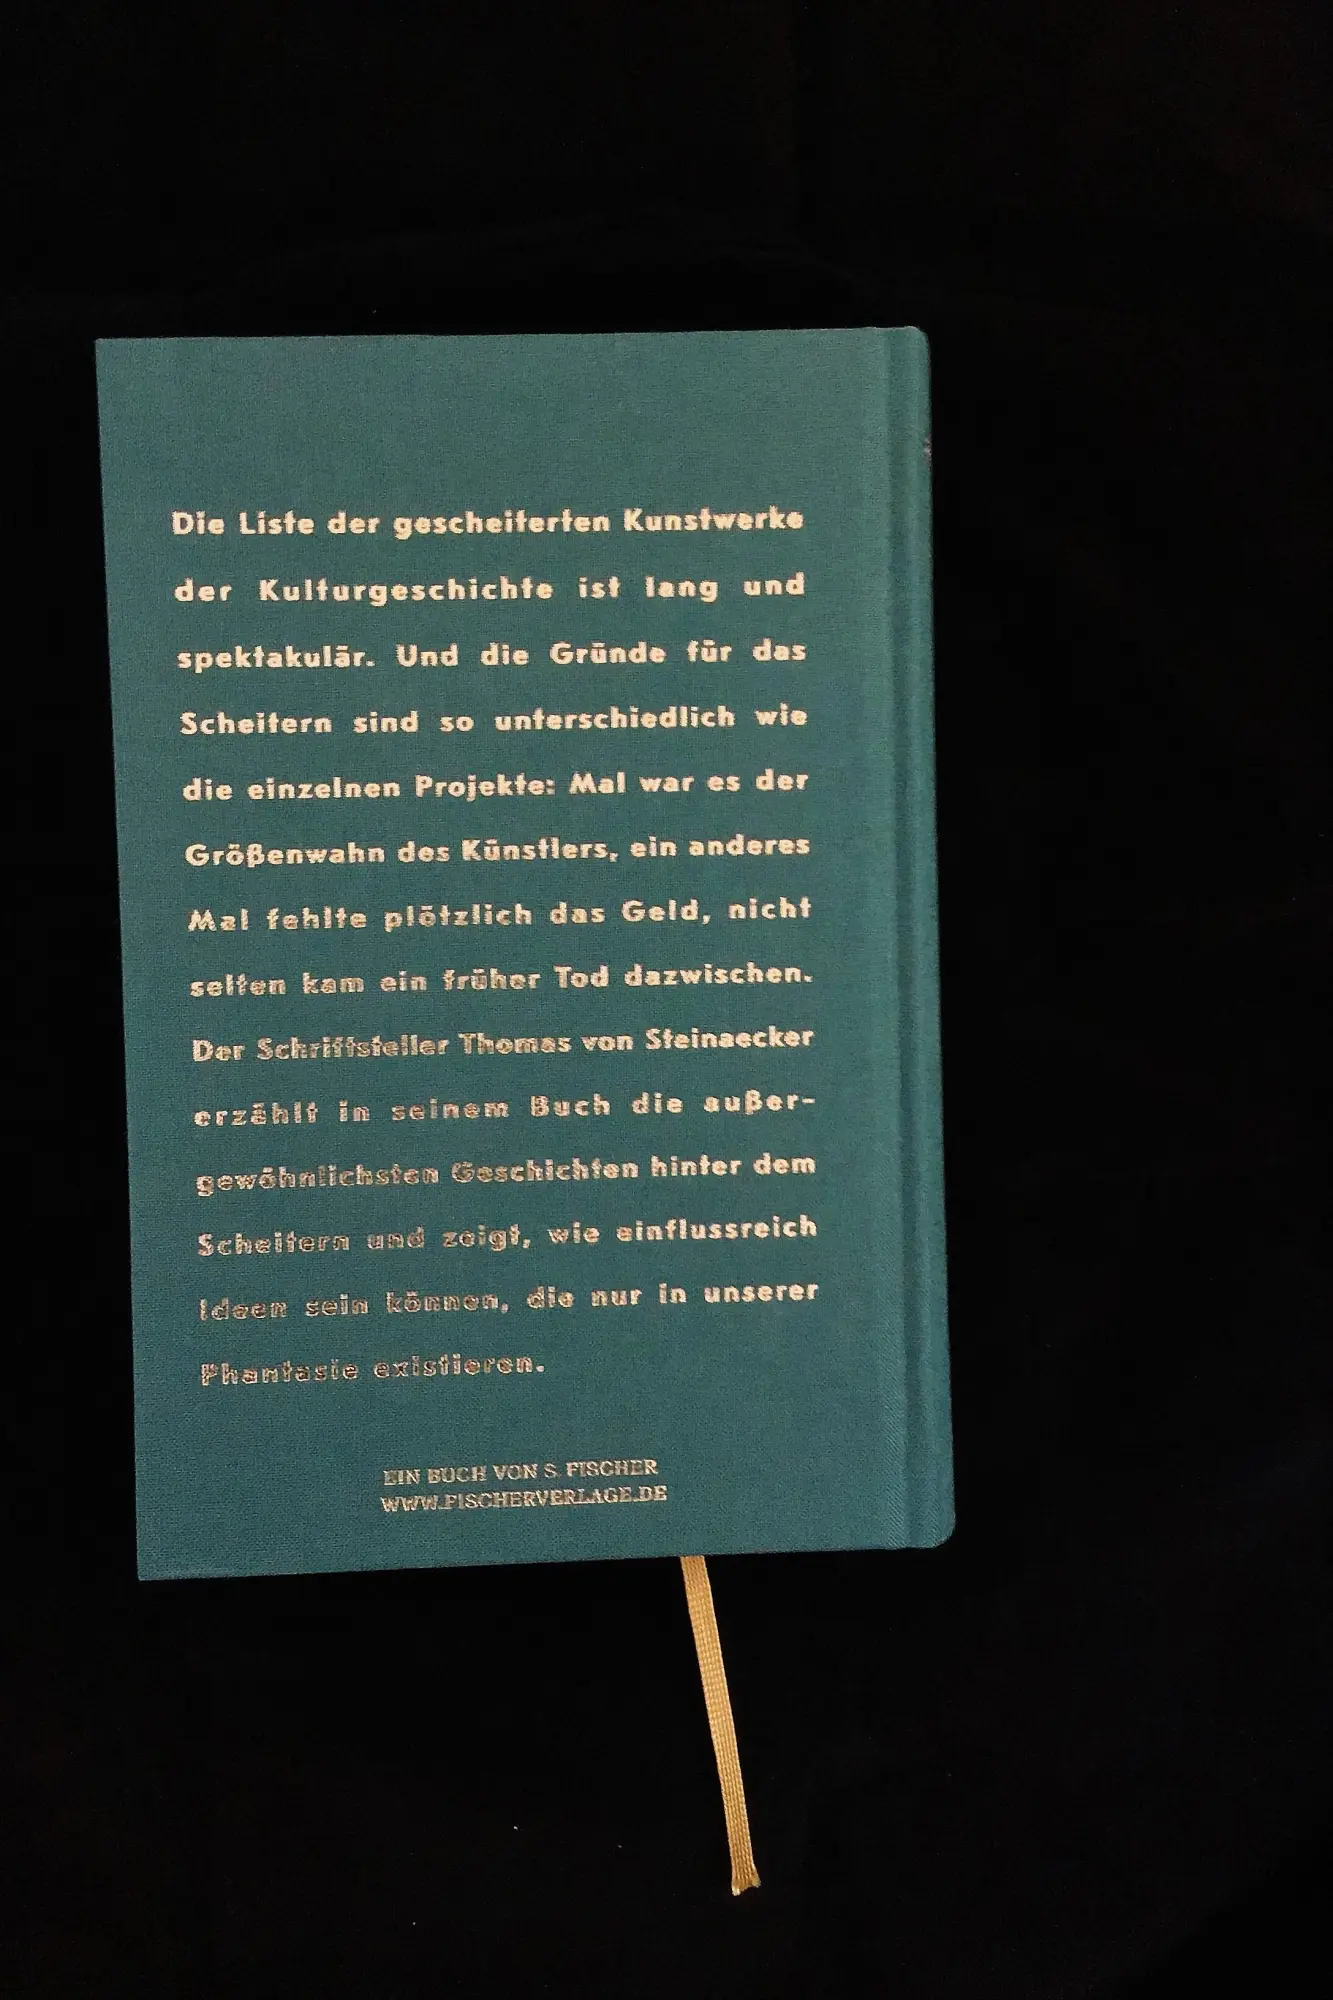 Die Liste der gescheiterten Kunstwerke
der Kulturgeschichte ist lang und
spektakulär. Und die Gründe für das
Scheitern sind so unterschiedlich wie
die einzelnen Projekte: Mal war es der
Größenwahn des Künstlers, ein anderes
Mal fehlte plötzlich das Geld, nicht
selten kam ein früher Tod dazwischen.
Der Schriftsteller Thomas von Steinaecker
erzählt in seinem Buch die außer-
gewöhnlichsten Geschichten hinter dem
Scheitern und zeigt, wie einflussreich
Ideen sein können, die nur in unserer
Phantasie existieren.
EIN BUCH VON S. FISCHER
WWW.FISCHERVERLAGE.DE